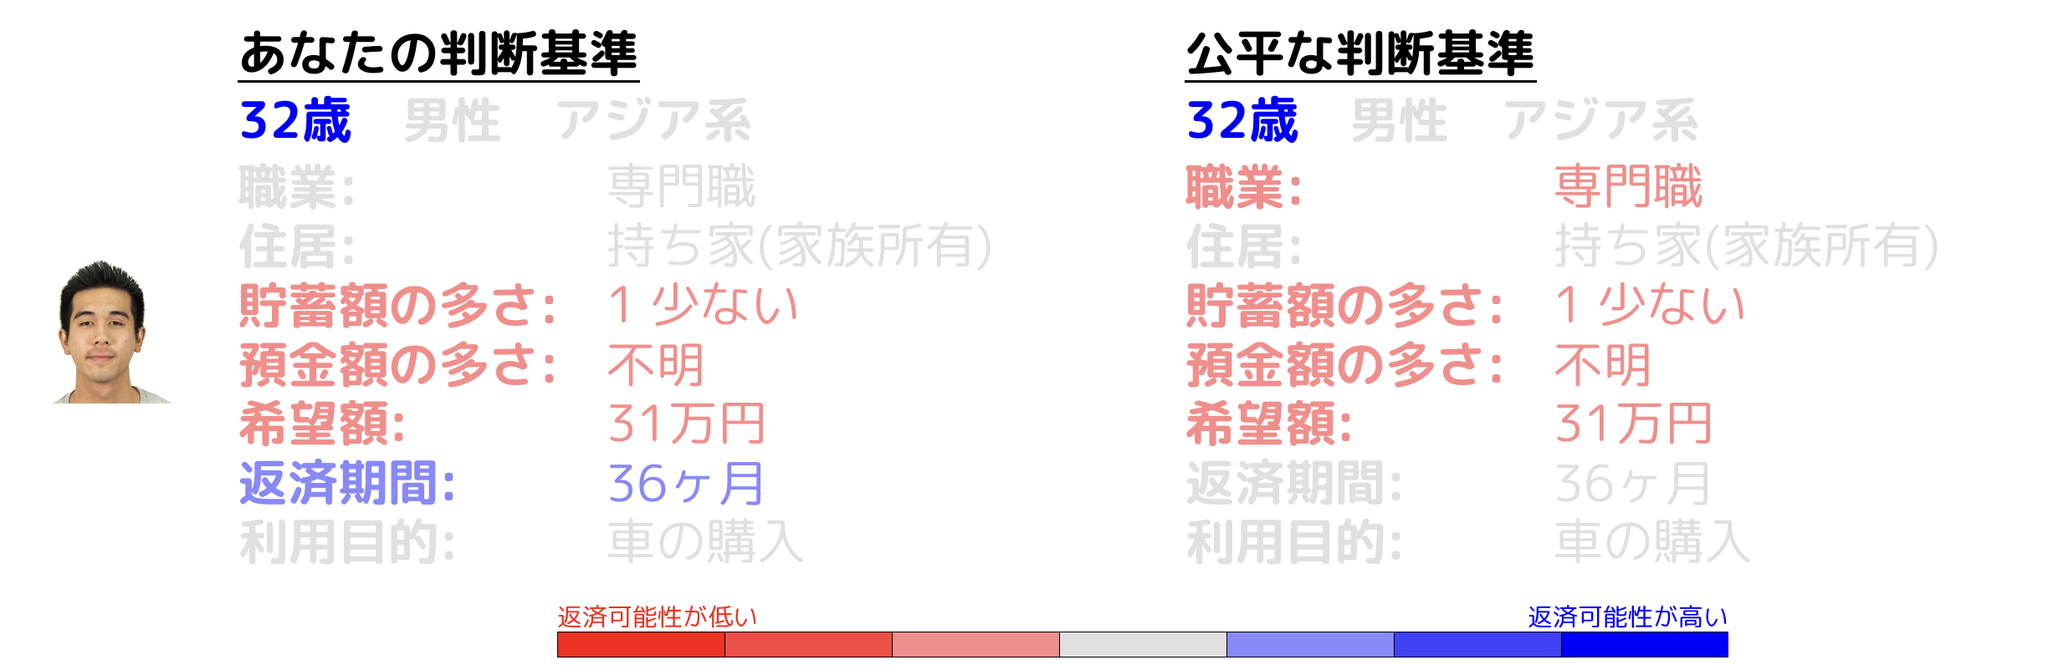 あなたの判断基準
32歳 男性 アジア系
職業: 専門職
住居: 持ち家(家族所有)
貯蓄額の多さ: 1 少ない
預金額の多さ: 不明
希望額: 31万円
返済期間: 36ヶ月
利用目的: 車の購入
公平な判断基準
32歳 男性 アジア系
職業: 専門職
住居: 持ち家(家族所有)
貯蓄額の多さ: 1 少ない
預金額の多さ: 不明
希望額: 31万円
返済期間: 36ヶ月
利用目的: 車の購入
返済可能性が低い
返済可能性が高い